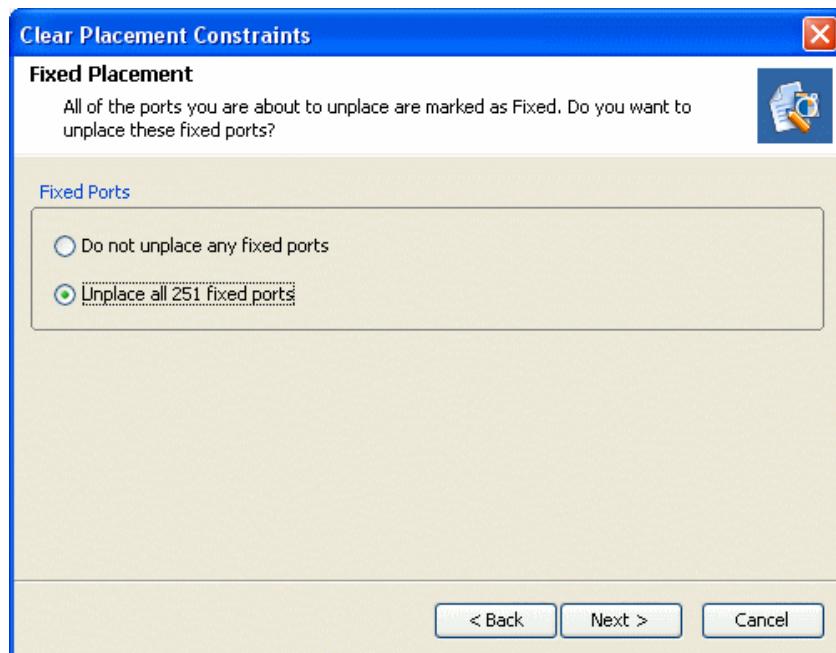 Clear Placement Constraints
Fixed Placement
All of the ports you are about to unplace are marked as Fixed. Do you want to
unplace these fixed ports?
Fixed Ports
Do not unplace any fixed ports
Unplace all 251 fixed ports
< Back
Next >
Cancel